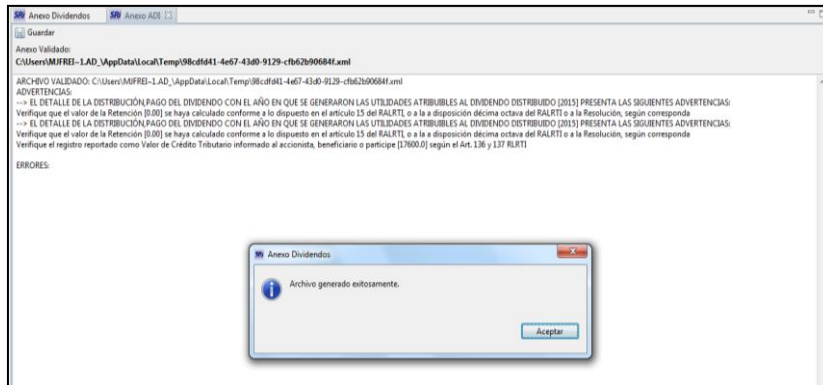 SRi Anexo Dividendos SRi Anexo ADI
Guardar
Anexo Validado:
C:\Users\MJFREI~1.AD_\AppData\Local\Temp\98cdfd41-4e67-43d0-9129-cfb62b90684f.xml
ARCHIVO VALIDADO: C:\Users\MJFREI~1.AD_\AppData\Local\Temp\98cdfd41-4e67-43d0-9129-cfb62b90684f.xml
ADVERTENCIAS:
--> EL DETALLE DE LA DISTRIBUCIÓN,PAGO DEL DIVIDENDO CON EL AÑO EN QUE SE GENERARON LAS UTILIDADES ATRIBUIBLES AL DIVIDENDO DISTRIBUIDO [2015] PRESENTA LAS SIGUIENTES ADVERTENCIAS:
Verifique que el valor de la Retención [0.00] se haya calculado conforme a lo dispuesto en el artículo 15 del RALRTI, o a la a disposición décima octava del RALRTI o a la Resolución, según corresponda
--> EL DETALLE DE LA DISTRIBUCIÓN,PAGO DEL DIVIDENDO CON EL AÑO EN QUE SE GENERARON LAS UTILIDADES ATRIBUIBLES AL DIVIDENDO DISTRIBUIDO [2015] PRESENTA LAS SIGUIENTES ADVERTENCIAS:
Verifique que el valor de la Retención [0.00] se haya calculado conforme a lo dispuesto en el artículo 15 del RALRTI, o a la a disposición décima octava del RALRTI o a la Resolución, según corresponda
Verifique el registro reportado como Valor de Crédito Tributario informado al accionista, beneficiario o participe [17600.0] según el Art. 136 y 137 RLRTI
ERRORES:
SRi Anexo Dividendos
Archivo generado exitosamente.
Aceptar